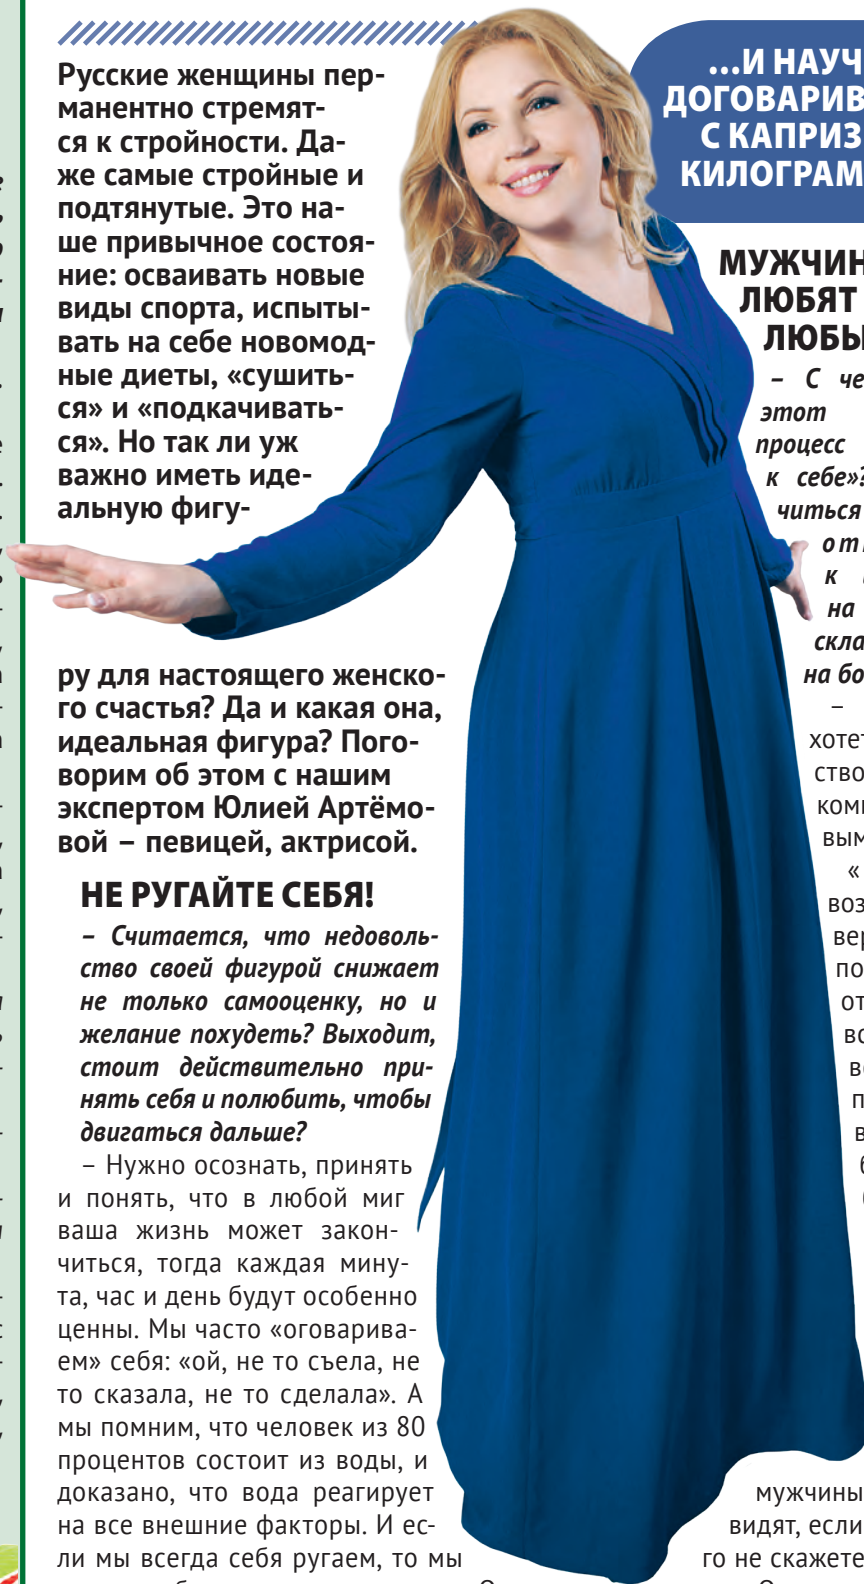 Русские женщины пер-
манентно стремят-
ся к стройности. Да-
же самые стройные и
подтянутые. Это на-
ше привычное состоя-
ние: осваивать новые
виды спорта, испыты-
вать на себе новомод-
ные диеты, «сушить-
ся» и «подкачивать-
ся». Но так ли уж
важно иметь иде-
альную фигу-
ру для настоящего женско-
го счастья? Да и какая она,
идеальная фигура? Пого-
ворим об этом с нашим
экспертом Юлией Артёмо-
вой – певицей, актрисой.
НЕ РУГАЙТЕ СЕБЯ!
– Считается, что недоволь-
ство своей фигурой снижает
не только самооценку, но и
желание похудеть? Выходит,
стоит действительно при-
нять себя и полюбить, чтобы
двигаться дальше?
– Нужно осознать, принять
и понять, что в любой миг
ваша жизнь может закон-
читься, тогда каждая мину-
та, час и день будут особенно
ценны. Мы часто «оговарива-
ем» себя: «ой, не то съела, не
то сказала, не то сделала». А
мы помним, что человек из 80
процентов состоит из воды, и
доказано, что вода реагирует
на все внешние факторы. И ес-
ли мы всегда себя ругаем, то мы
...И НАУЧ
ДОГОВАРИВ
С КАПРИЗ
КИЛОГРАМ
МУЖЧИН
ЛЮБЯТ
ЛЮБЫ
– С че
этот
процесс
к себе»?
читься
от
к
на
скла
на бо
–
хотет
ство
ком
вым
«
воз
вер
по
от
во
в
п
в
мужчины
видят, если
го не скажете